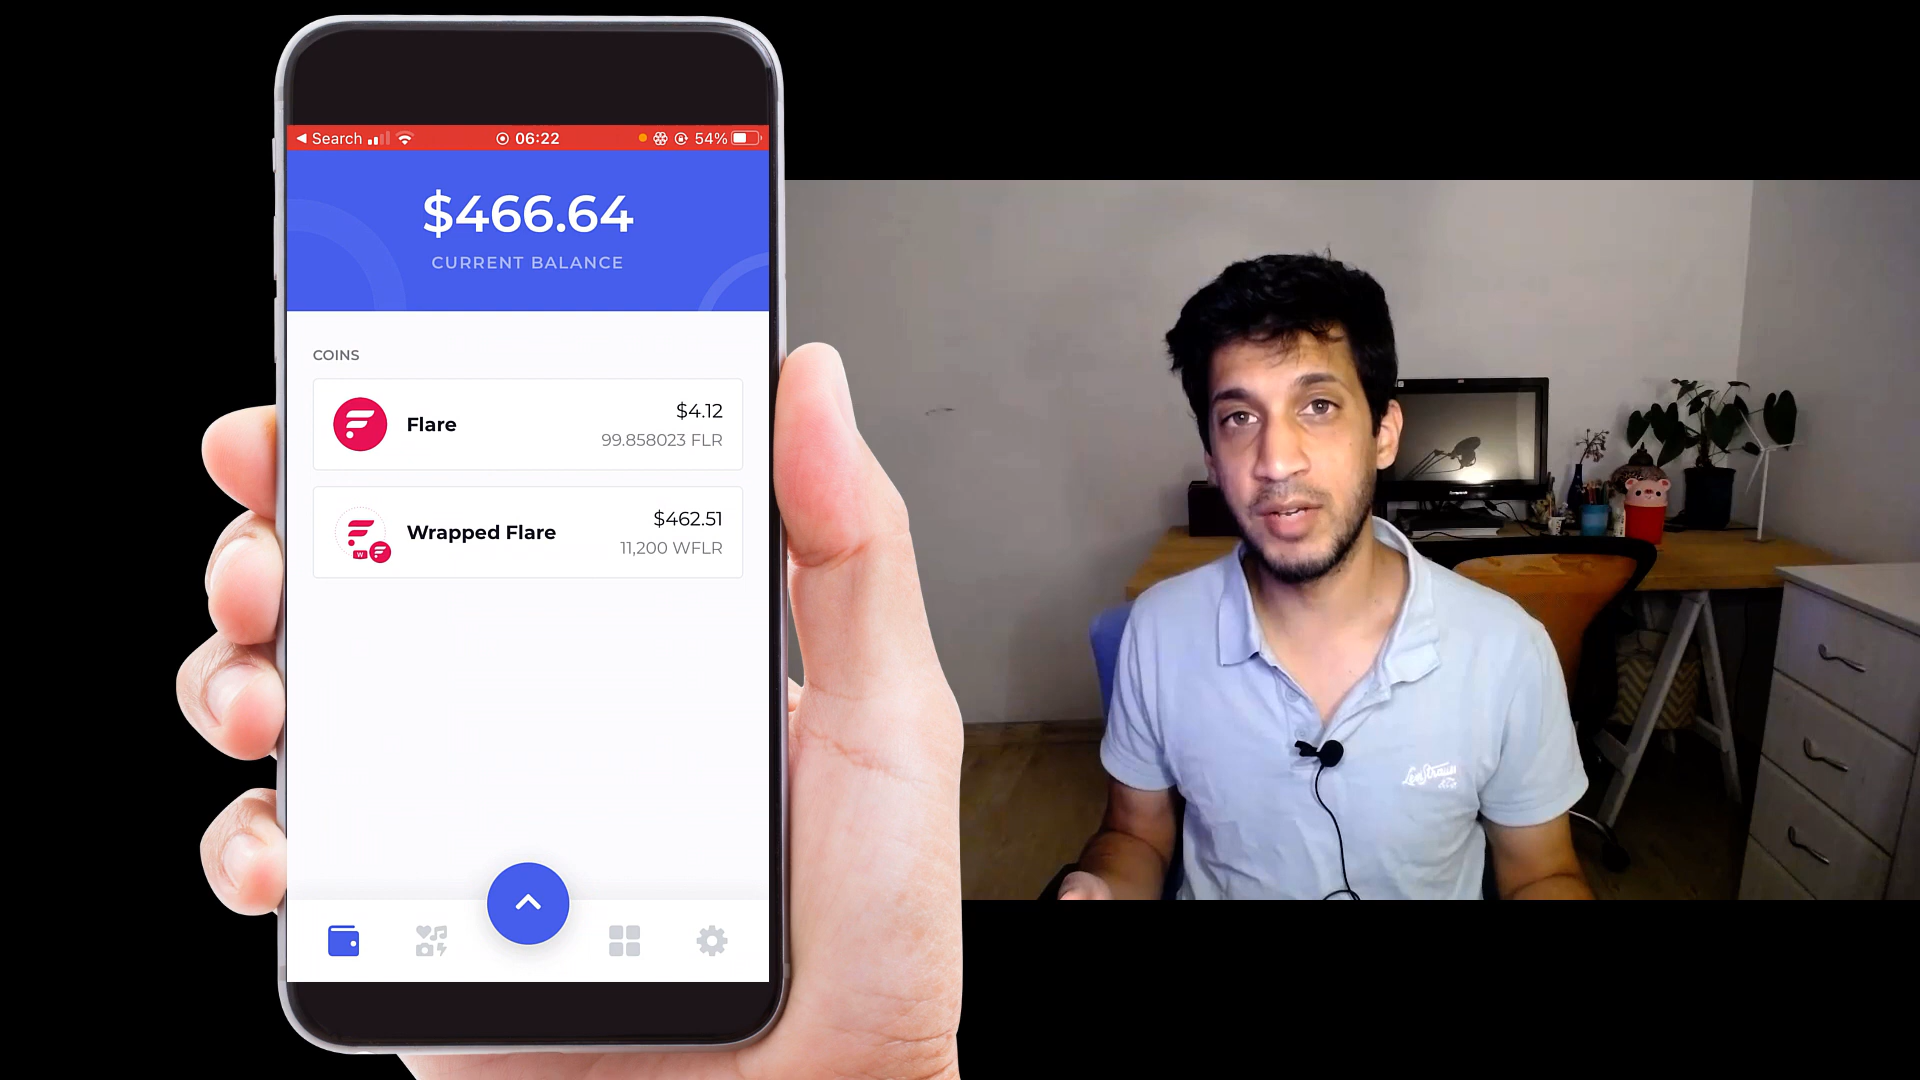 Search 06:22 54%
$466.64
CURRENT BALANCE
COINS
Flare
$4.12
99.858023 FLR
Wrapped Flare
$462.51
11,200 WFLR
W